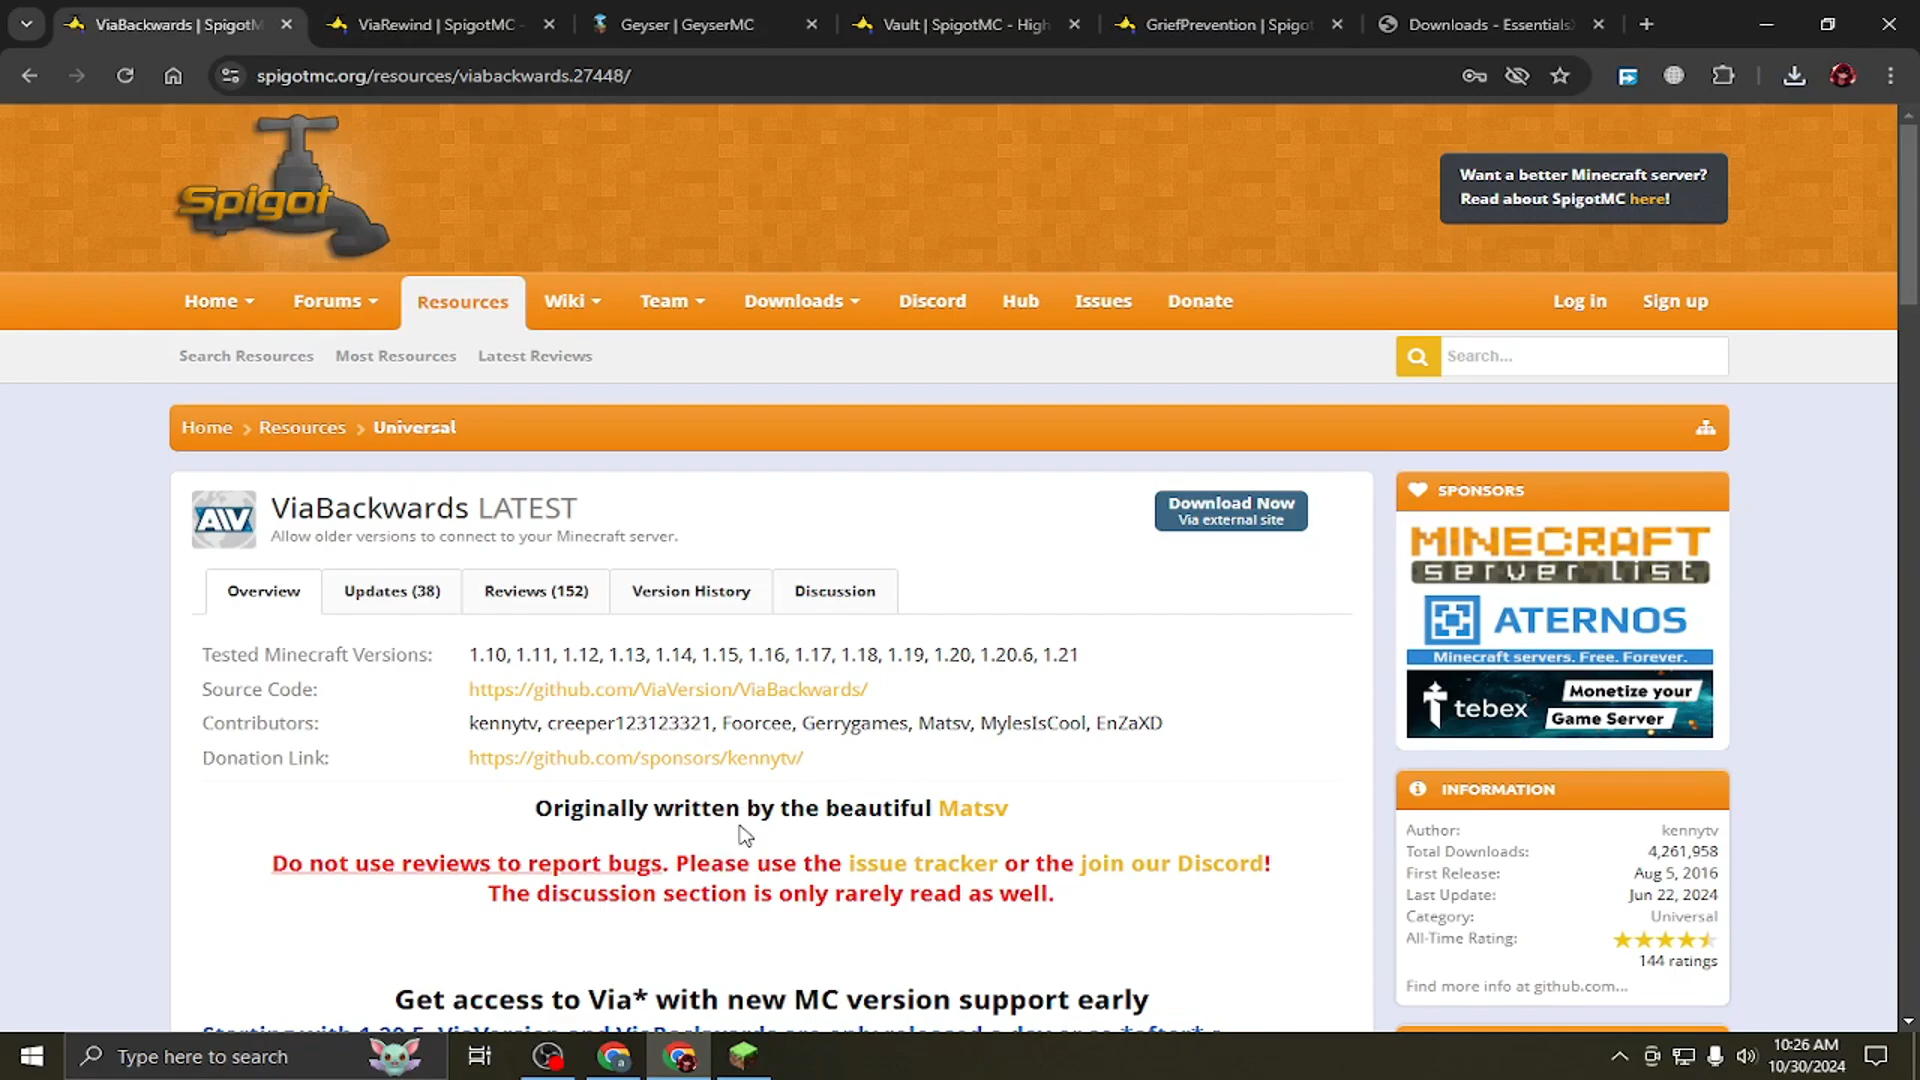 ViaBackwards | SpigotM
ViaRewind | SpigotMC -
Geyser | GeyserMC
Vault | SpigotMC - High
GriefPrevention | Spigo
Downloads - Essentials
spigotmc.org/resources/viabackwards.27448/
Spigot
Want a better Minecraft server?
Read about SpigotMC here!
Home
Forums
Resources
Wiki
Team
Downloads
Discord
Hub
Issues
Donate
Log in
Sign up
Search Resources
Most Resources
Latest Reviews
Search...
Home
Resources
Universal
ViaBackwards LATEST
Allow older versions to connect to your Minecraft server.
Download Now
Via external site
Overview
Updates (38)
Reviews (152)
Version History
Discussion
Tested Minecraft Versions: 1.10, 1.11, 1.12, 1.13, 1.14, 1.15, 1.16, 1.17, 1.18, 1.19, 1.20, 1.20.6, 1.21
Source Code: https://github.com/ViaVersion/ViaBackwards/
Contributors: kennytv, creeper123123321, Foorcee, Gerrygames, Matsv, MylesIsCool, EnZaXD
Donation Link: https://github.com/sponsors/kennytv/
Originally written by the beautiful Matsv
Do not use reviews to report bugs. Please use the issue tracker or the join our Discord!
The discussion section is only rarely read as well.
Get access to Via* with new MC version support early
SPONSORS
MINECRAFT
server list
ATERNOS
Minecraft servers. Free. Forever.
tebex
Monetize your
Game Server
INFORMATION
Author: kennytv
Total Downloads: 4,261,958
First Release: Aug 5, 2016
Last Update: Jun 22, 2024
Category: Universal
All-Time Rating:
144 ratings
Find more info at github.com...
Type here to search
10:26 AM
10/30/2024